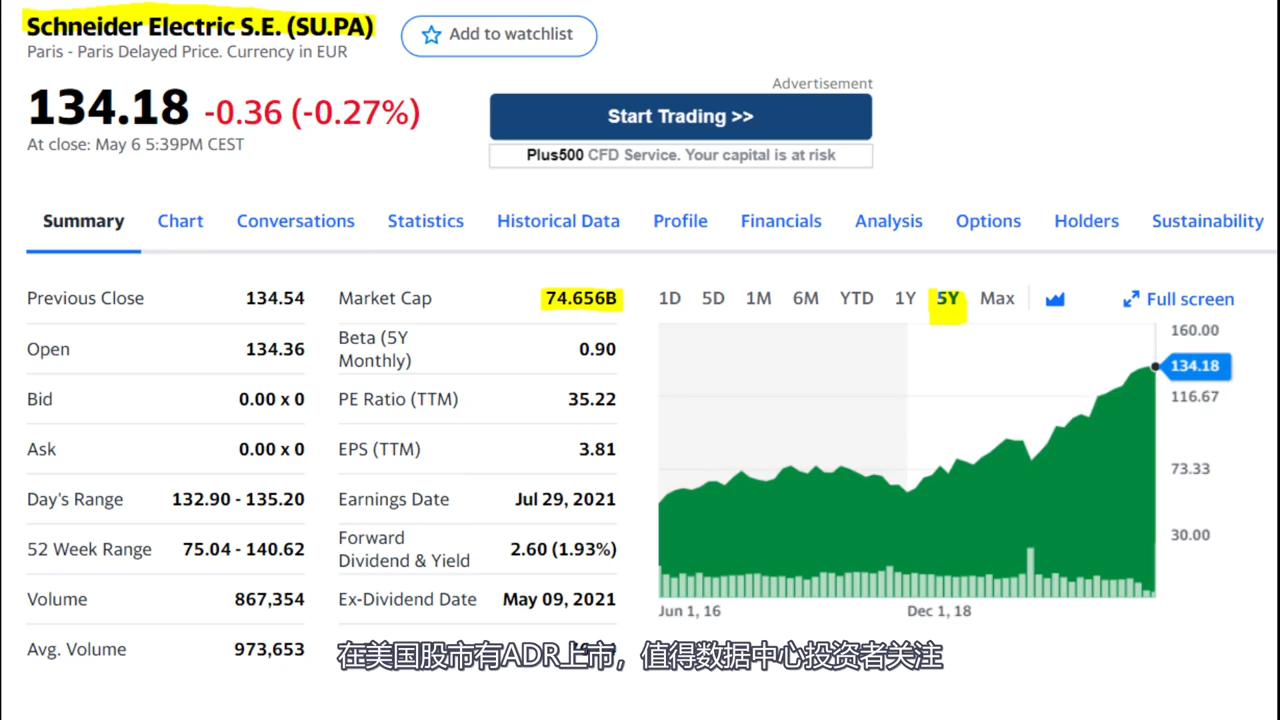 Schneider Electric S.E. (SU.PA)
Add to watchlist
Paris - Paris Delayed Price. Currency in EUR
134.18 -0.36 (-0.27%)
At close: May 6 5:39PM CEST
Advertisement
Start Trading >>
Plus500 CFD Service. Your capital is at risk
Summary Chart Conversations Statistics Historical Data Profile Financials Analysis Options Holders Sustainability
Previous Close 134.54
Open 134.36
Bid 0.00 x 0
Ask 0.00 x 0
Day's Range 132.90 - 135.20
52 Week Range 75.04 - 140.62
Volume 867,354
Avg. Volume 973,653
Market Cap 74.656B
Beta (5Y
Monthly) 0.90
PE Ratio (TTM) 35.22
EPS (TTM) 3.81
Earnings Date Jul 29, 2021
Forward
Dividend & Yield 2.60 (1.93%)
Ex-Dividend Date May 09, 2021
1D 5D 1M 6M YTD 1Y 5Y Max Full screen
160.00
134.18
116.67
73.33
30.00
Jun 1, 16 Dec 1, 18
在美国股市有ADR上市，值得数据中心投资者关注